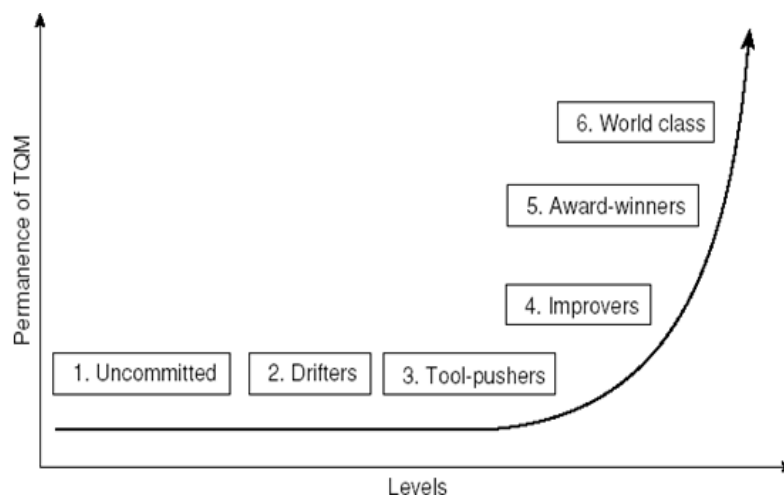 Permanence of TQM
6. World class
5. Award-winners
4. Improvers
1. Uncommitted
2. Drifters
3. Tool-pushers
Levels